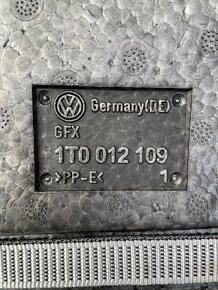 Germany(DE)
GFX
1T0 012 109
>PP-E< 1